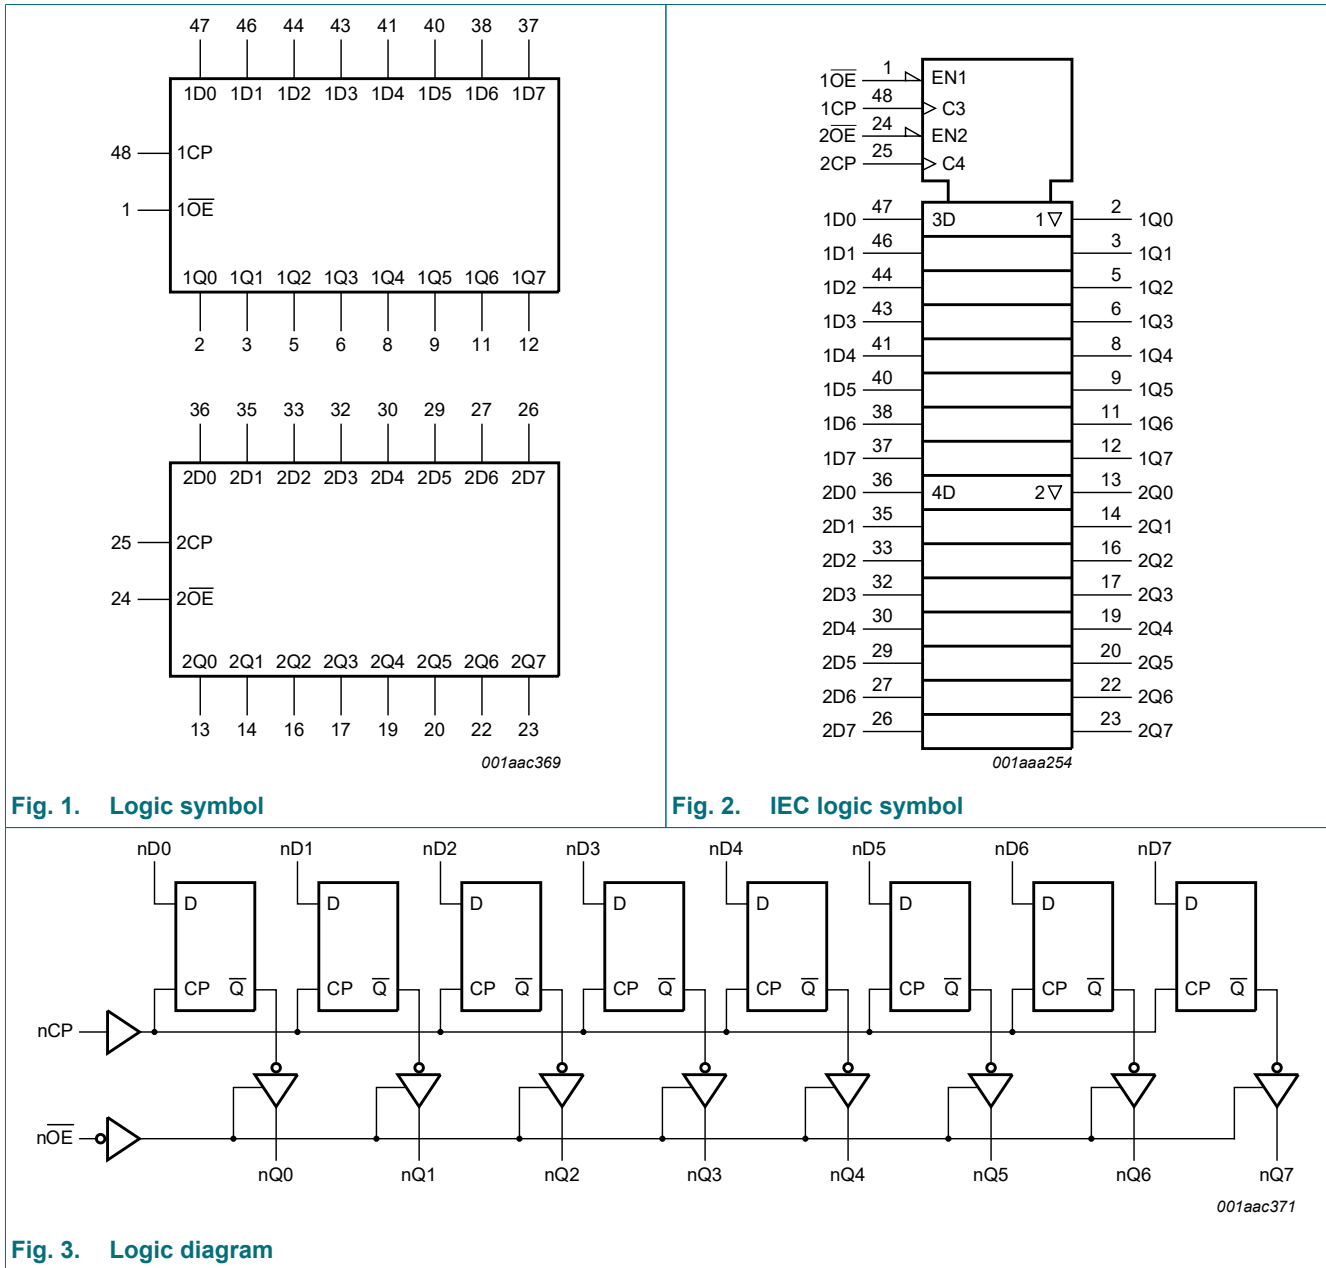 47 46 44 43 41 40 38 37
1D0 1D1 1D2 1D3 1D4 1D5 1D6 1D7
48 1CP
1 1O̅E̅
1Q0 1Q1 1Q2 1Q3 1Q4 1Q5 1Q6 1Q7
2 3 5 6 8 9 11 12
36 35 33 32 30 29 27 26
2D0 2D1 2D2 2D3 2D4 2D5 2D6 2D7
25 2CP
24 2O̅E̅
2Q0 2Q1 2Q2 2Q3 2Q4 2Q5 2Q6 2Q7
13 14 16 17 19 20 22 23
001aac369
Fig. 1. Logic symbol
1O̅E̅ 1 EN1
1CP 48 C3
2O̅E̅ 24 EN2
2CP 25 C4
1D0 47 3D 1▽ 2 1Q0
1D1 46 3 1Q1
1D2 44 5 1Q2
1D3 43 6 1Q3
1D4 41 8 1Q4
1D5 40 9 1Q5
1D6 38 11 1Q6
1D7 37 12 1Q7
2D0 36 4D 2▽ 13 2Q0
2D1 35 14 2Q1
2D2 33 16 2Q2
2D3 32 17 2Q3
2D4 30 19 2Q4
2D5 29 20 2Q5
2D6 27 22 2Q6
2D7 26 23 2Q7
001aaa254
Fig. 2. IEC logic symbol
nD0 nD1 nD2 nD3 nD4 nD5 nD6 nD7
D D D D D D D D
CP Q̅ CP Q̅ CP Q̅ CP Q̅ CP Q̅ CP Q̅ CP Q̅ CP Q̅
nCP
nO̅E̅
nQ0 nQ1 nQ2 nQ3 nQ4 nQ5 nQ6 nQ7
001aac371
Fig. 3. Logic diagram